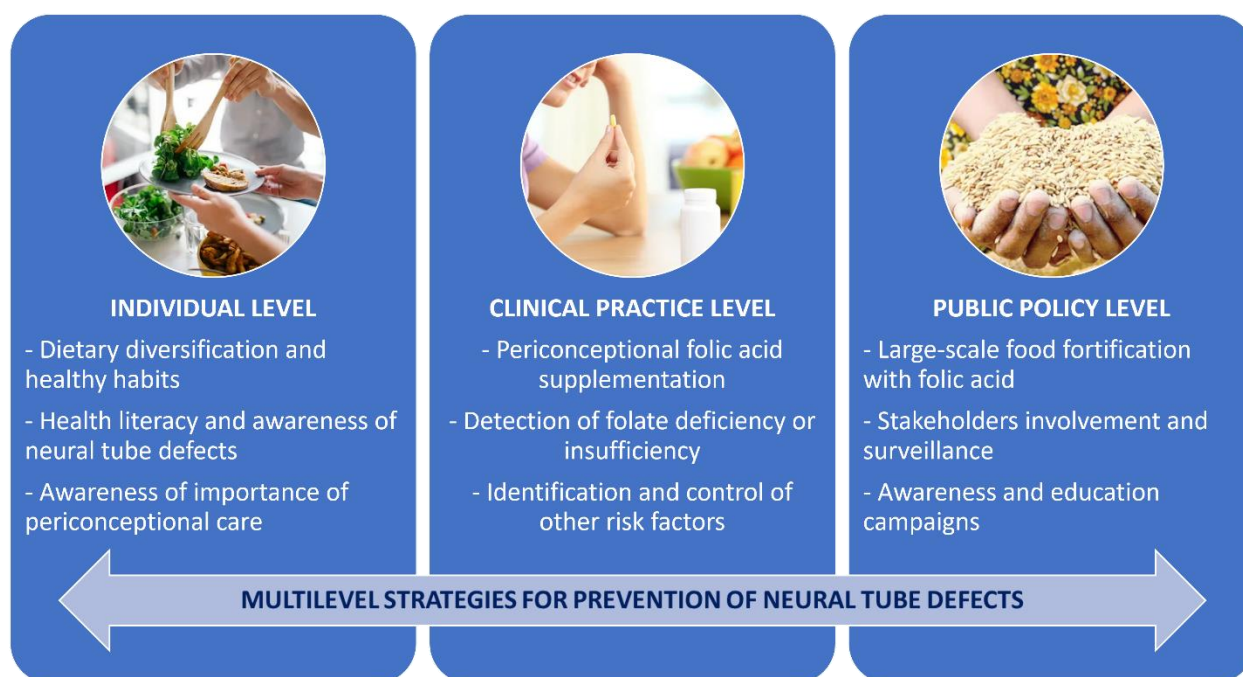 INDIVIDUAL LEVEL
- Dietary diversification and
healthy habits
- Health literacy and awareness of
neural tube defects
- Awareness of importance of
periconceptional care
CLINICAL PRACTICE LEVEL
- Periconceptional folic acid
supplementation
- Detection of folate deficiency or
insufficiency
- Identification and control of
other risk factors
PUBLIC POLICY LEVEL
- Large-scale food fortification
with folic acid
- Stakeholders involvement and
surveillance
- Awareness and education
campaigns
MULTILEVEL STRATEGIES FOR PREVENTION OF NEURAL TUBE DEFECTS